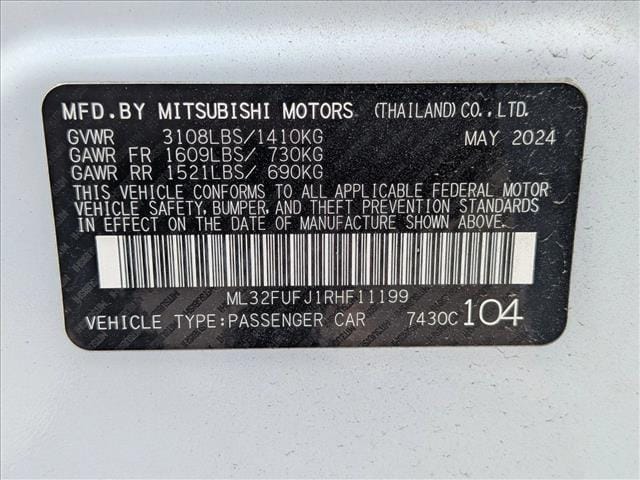 MFD.BY MITSUBISHI MOTORS (THAILAND)CO.,LTD.
GVWR 3108LBS/1410KG MAY 2024
GAWR FR 1609LBS/ 730KG
GAWR RR 1521LBS/ 690KG
THIS VEHICLE CONFORMS TO ALL APPLICABLE FEDERAL MOTOR
VEHICLE SAFETY, BUMPER, AND THEFT PREVENTION STANDARDS
IN EFFECT ON THE DATE OF MANUFACTURE SHOWN ABOVE.
ML32FUFJ1RHF11199
VEHICLE TYPE:PASSENGER CAR 7430C 104